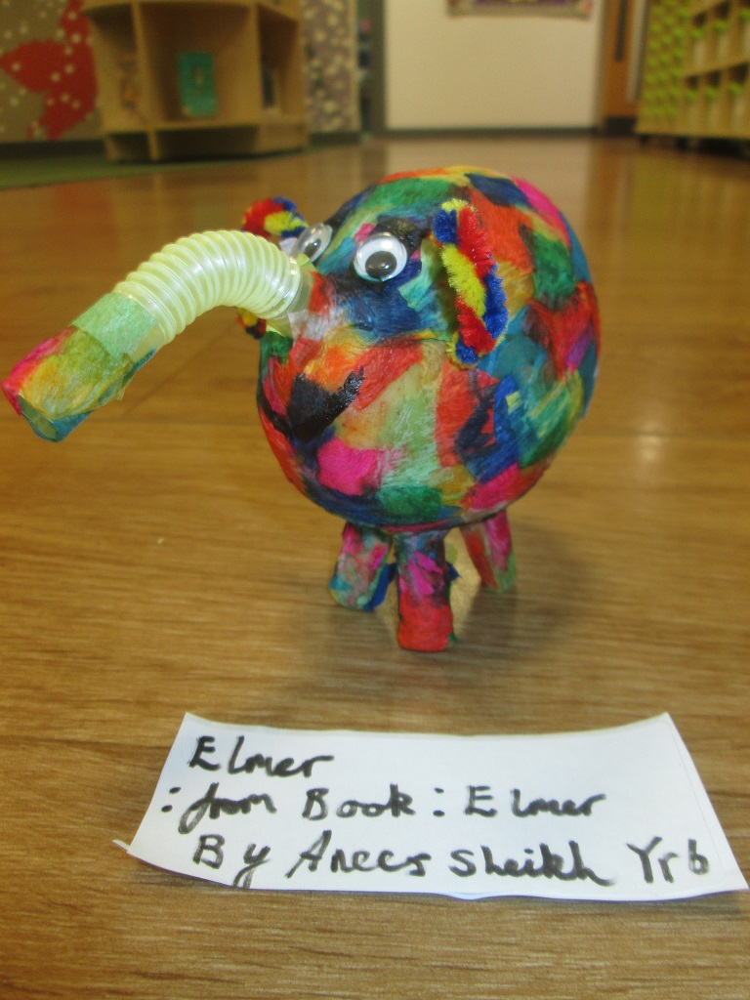 Elmer
: from Book : Elmer
By Anees Sheikh Yr6